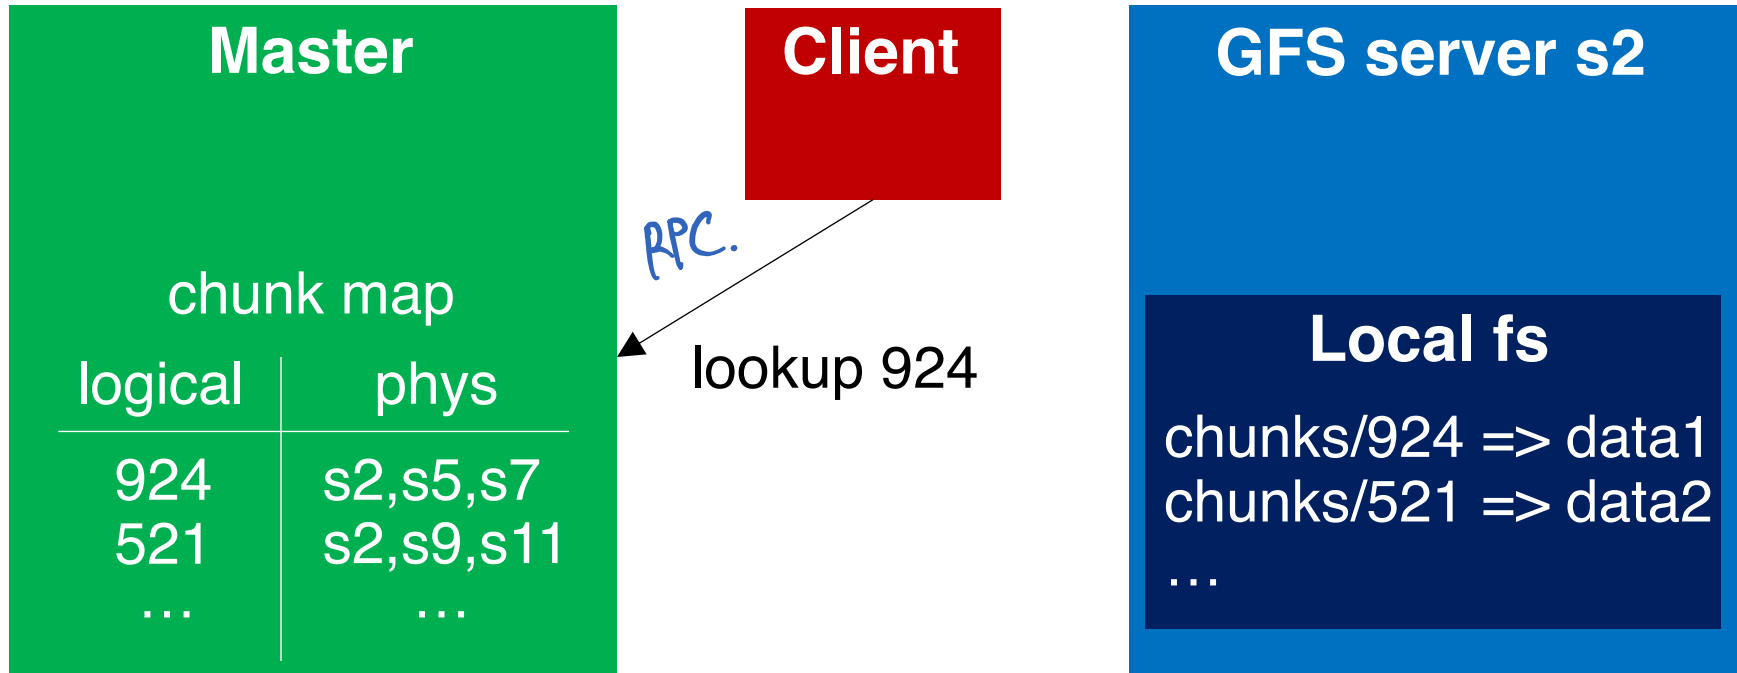 Master
chunk map
logical phys
924 s2,s5,s7
521 s2,s9,s11
… …
Client
RPC.
lookup 924
GFS server s2
Local fs
chunks/924 => data1
chunks/521 => data2
…